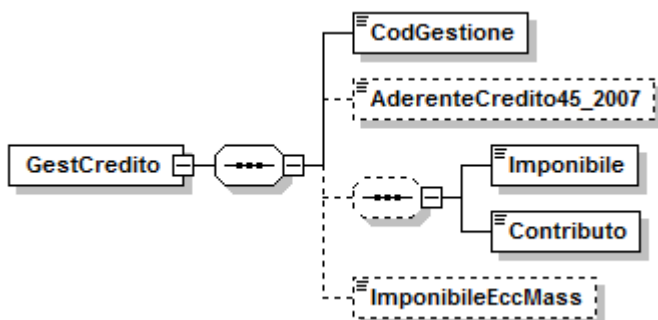 CodGestione
AderenteCredito45_2007
GestCredito
Imponibile
Contributo
ImponibileEccMass